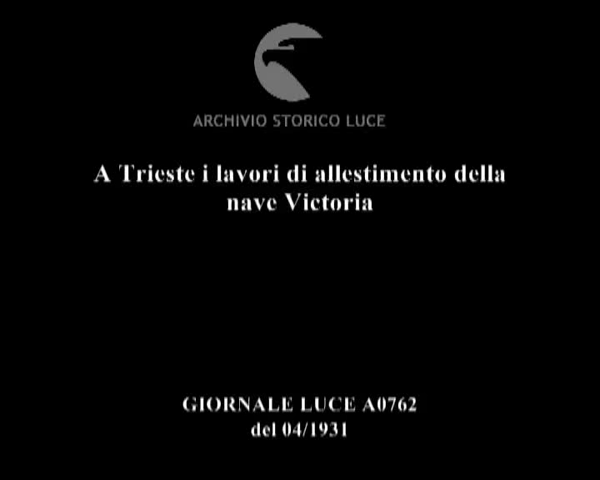 ARCHIVIO STORICO LUCE
A Trieste i lavori di allestimento della
nave Victoria
GIORNALE LUCE A0762
del 04/1931